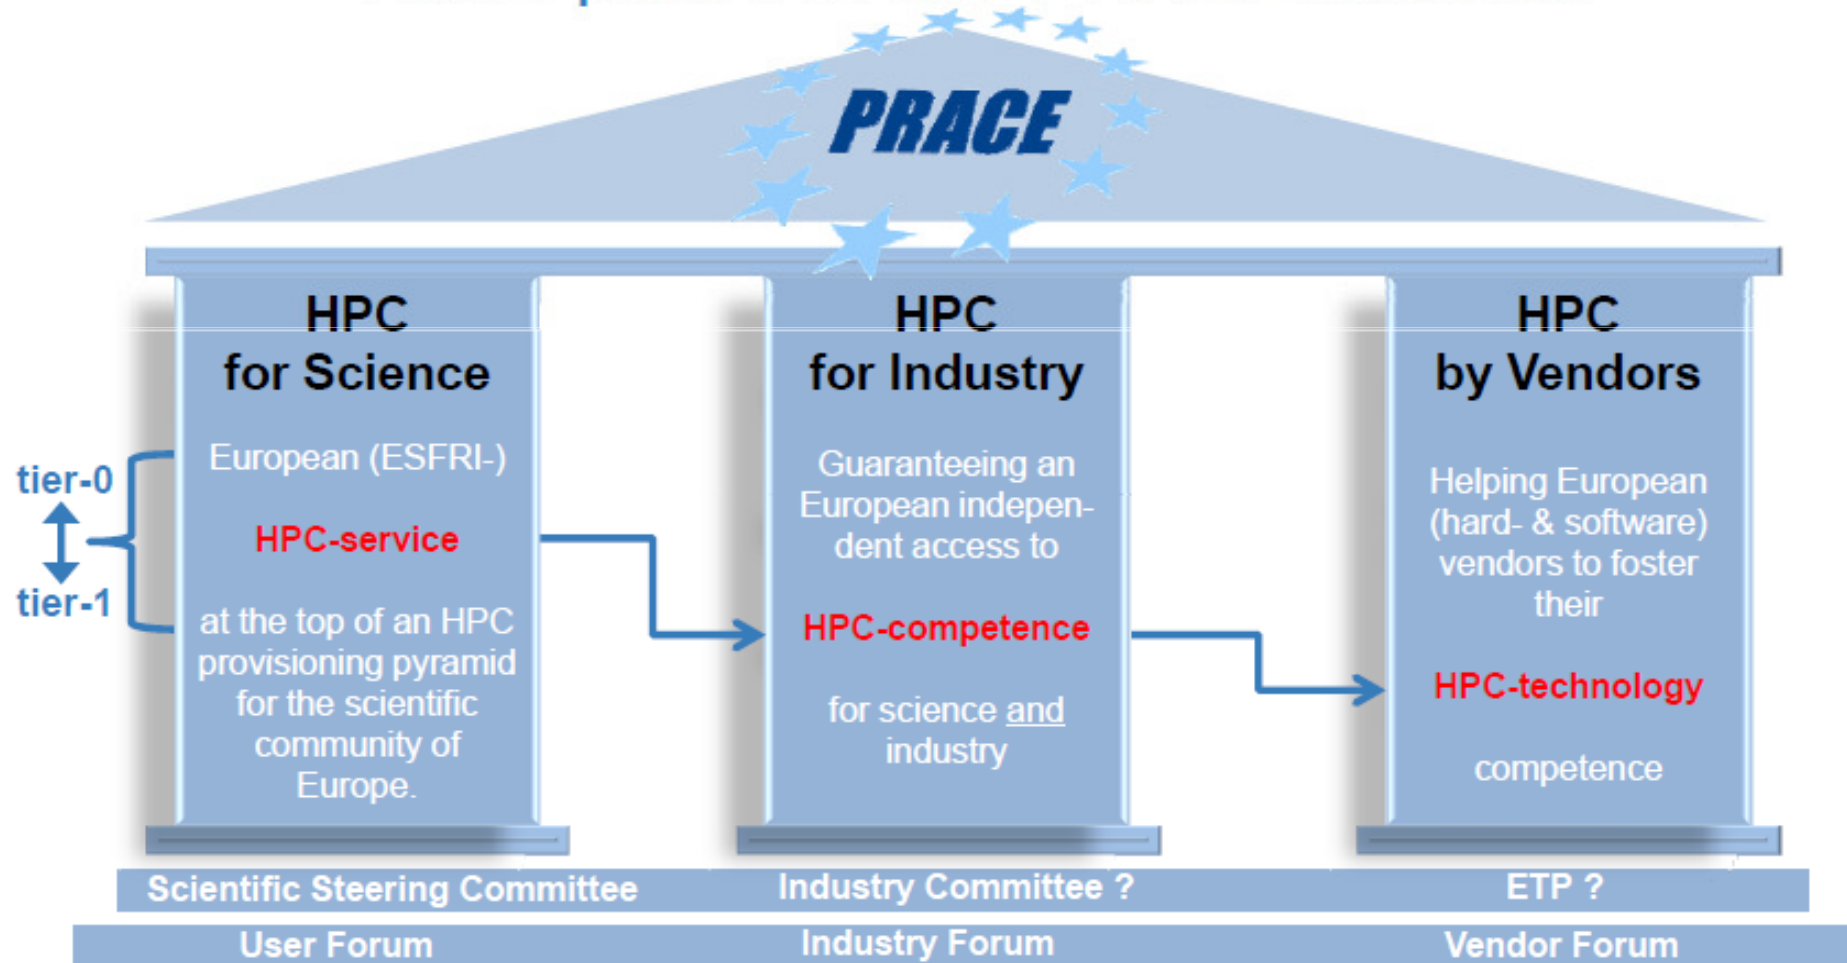 PRACE
HPC
for Science
European (ESFRI-)
HPC-service
at the top of an HPC
provisioning pyramid
for the scientific
community of
Europe.
tier-0
tier-1
HPC
for Industry
Guaranteeing an
European indepen-
dent access to
HPC-competence
for science and
industry
HPC
by Vendors
Helping European
(hard- & software)
vendors to foster
their
HPC-technology
competence
Scientific Steering Committee
Industry Committee ?
ETP ?
User Forum
Industry Forum
Vendor Forum